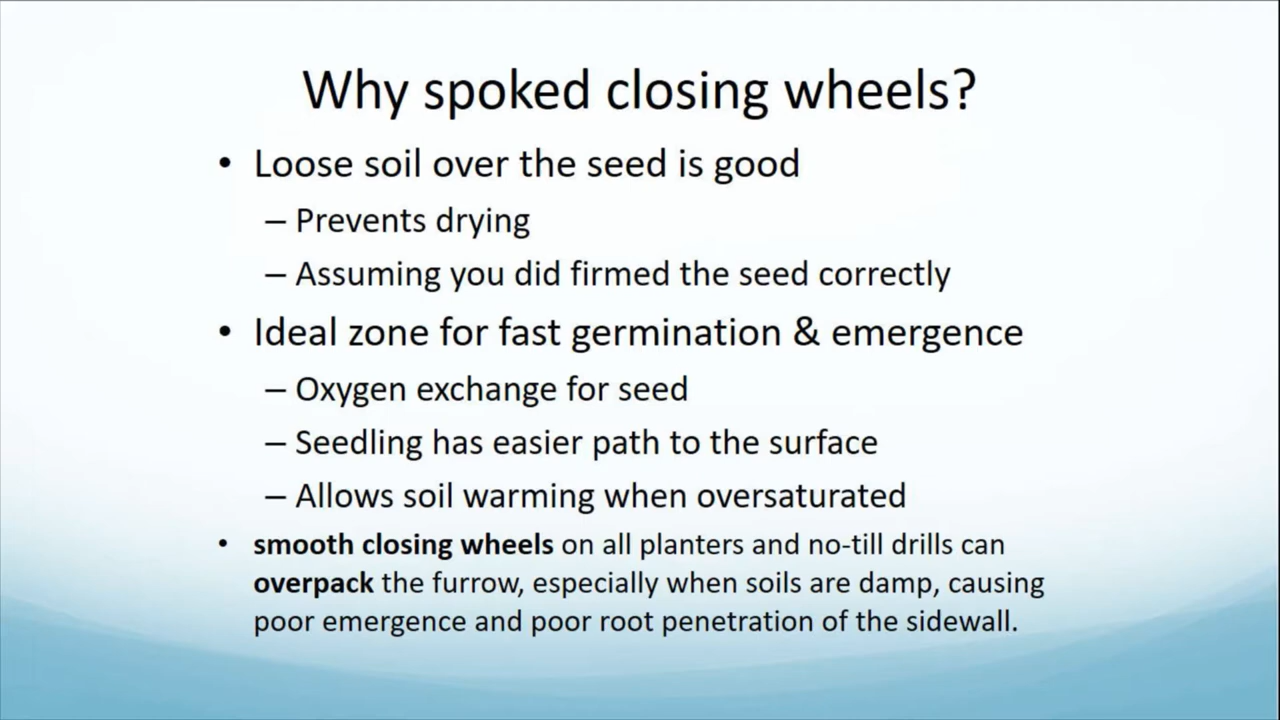 Why spoked closing wheels?
• Loose soil over the seed is good
– Prevents drying
– Assuming you did firmed the seed correctly
• Ideal zone for fast germination & emergence
– Oxygen exchange for seed
– Seedling has easier path to the surface
– Allows soil warming when oversaturated
• smooth closing wheels on all planters and no-till drills can
overpack the furrow, especially when soils are damp, causing
poor emergence and poor root penetration of the sidewall.